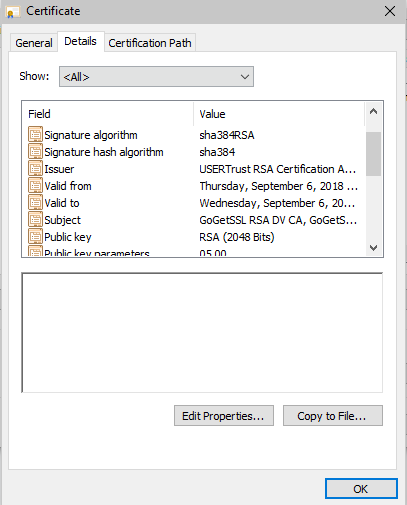 Certificate
General Details Certification Path
Show: <All>
Field Value
Signature algorithm sha384RSA
Signature hash algorithm sha384
Issuer USERTrust RSA Certification A...
Valid from Thursday, September 6, 2018 ...
Valid to Wednesday, September 6, 20...
Subject GoGetSSL RSA DV CA, GoGetS...
Public key RSA (2048 Bits)
Public key parameters 05 00
Edit Properties... Copy to File...
OK